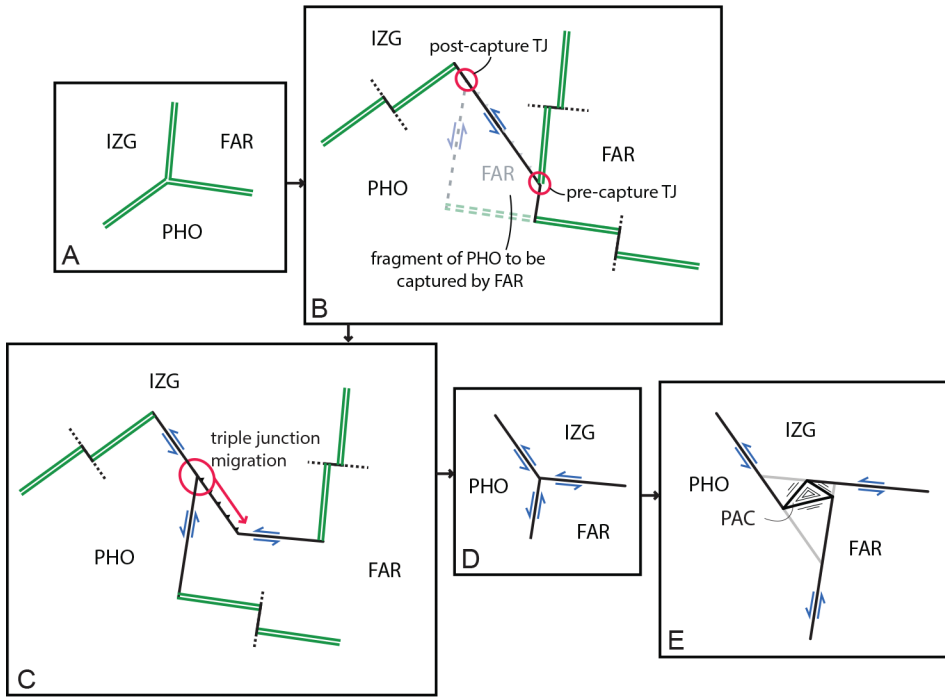 IZG
FAR
PHO
A
IZG
post-capture TJ
FAR
PHO
FAR
pre-capture TJ
fragment of PHO to be
captured by FAR
B
IZG
triple junction
migration
PHO
FAR
C
IZG
PHO
FAR
D
IZG
PHO
PAC
FAR
E